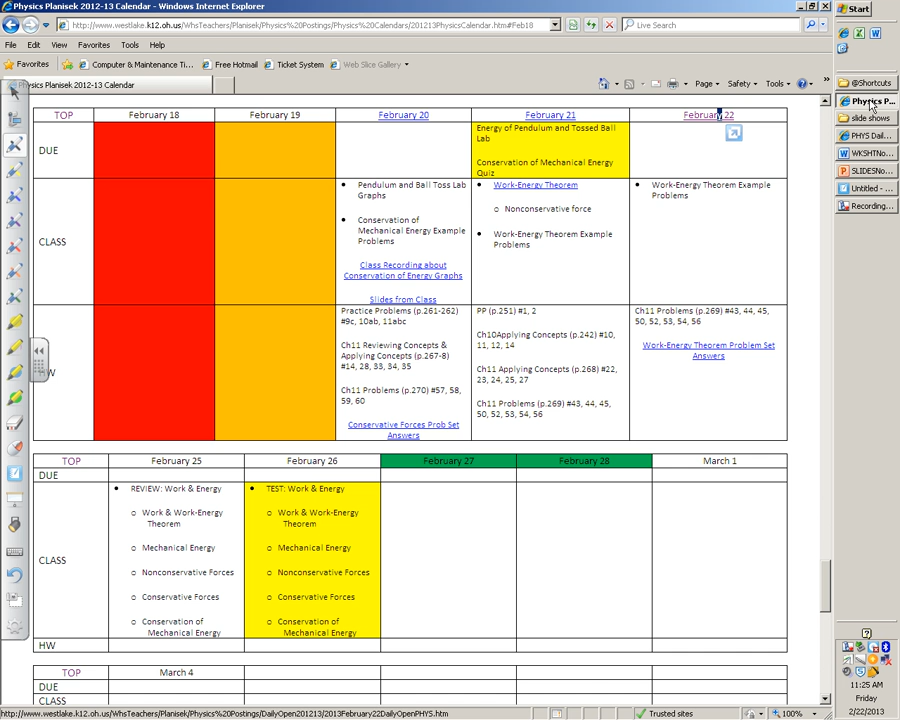 Physics Planisek 2012-13 Calendar - Windows Internet Explorer
http://www.westlake.k12.oh.us/WhsTeachers/Planisek/Physics%20Postings/Physics%20Calendars/201213PhysicsCalendar.htm#Feb18
Live Search
File Edit View Favorites Tools Help
Favorites Computer & Maintenance Ti... Free Hotmail Ticket System Web Slice Gallery
Physics Planisek 2012-13 Calendar
Page Safety Tools
TOP February 18 February 19 February 20 February 21 February 22
DUE
Energy of Pendulum and Tossed Ball
Lab
Conservation of Mechanical Energy
Quiz
CLASS
• Pendulum and Ball Toss Lab
Graphs
• Conservation of
Mechanical Energy Example
Problems
Class Recording about
Conservation of Energy Graphs
Slides from Class
• Work-Energy Theorem
o Nonconservative force
• Work-Energy Theorem Example
Problems
• Work-Energy Theorem Example
Problems
W
Practice Problems (p.261-262)
#9c, 10ab, 11abc
Ch11 Reviewing Concepts &
Applying Concepts (p.267-8)
#14, 28, 33, 34, 35
Ch11 Problems (p.270) #57, 58,
59, 60
Conservative Forces Prob Set
Answers
PP (p.251) #1, 2
Ch10Applying Concepts (p.242) #10,
11, 12, 14
Ch11 Applying Concepts (p.268) #22,
23, 24, 25, 27
Ch11 Problems (p.269) #43, 44, 45,
50, 52, 53, 54, 56
Ch11 Problems (p.269) #43, 44, 45,
50, 52, 53, 54, 56
Work-Energy Theorem Problem Set
Answers
TOP February 25 February 26 February 27 February 28 March 1
DUE
CLASS
• REVIEW: Work & Energy
o Work & Work-Energy
Theorem
o Mechanical Energy
o Nonconservative Forces
o Conservative Forces
o Conservation of
Mechanical Energy
• TEST: Work & Energy
o Work & Work-Energy
Theorem
o Mechanical Energy
o Nonconservative Forces
o Conservative Forces
o Conservation of
Mechanical Energy
HW
TOP March 4
DUE
CLASS
http://www.westlake.k12.oh.us/WhsTeachers/Planisek/Physics%20Postings/DailyOpen201213/2013February22DailyOpenPHYS.htm
Trusted sites
100%
Start
@Shortcuts
Physics P...
slide shows
PHYS Dail...
WKSHTNo...
SLIDESNo...
Untitled - ...
Recording...
11:25 AM
Friday
2/22/2013